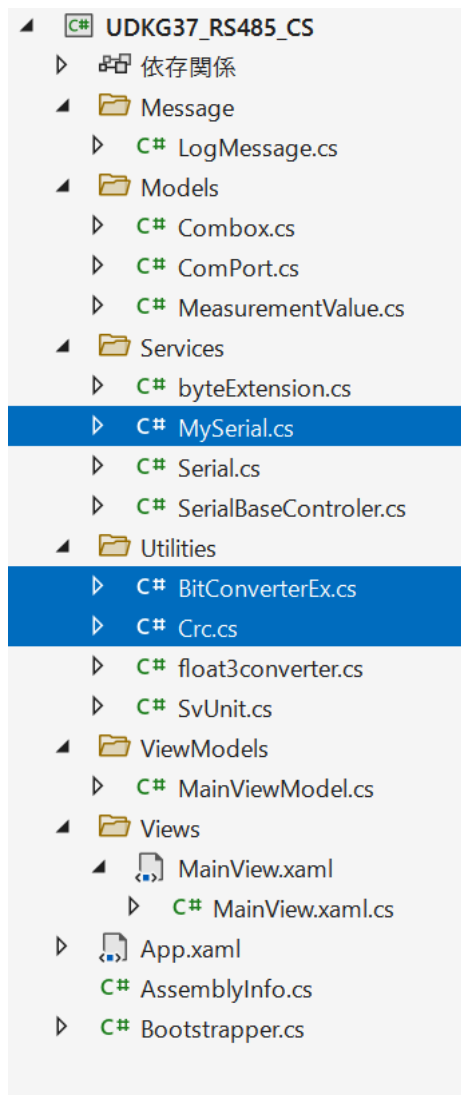 C# UDKG37_RS485_CS
依存関係
Message
C# LogMessage.cs
Models
C# Combox.cs
C# ComPort.cs
C# MeasurementValue.cs
Services
C# byteExtension.cs
C# MySerial.cs
C# Serial.cs
C# SerialBaseControler.cs
Utilities
C# BitConverterEx.cs
C# Crc.cs
C# float3converter.cs
C# SvUnit.cs
ViewModels
C# MainViewModel.cs
Views
MainView.xaml
C# MainView.xaml.cs
App.xaml
C# AssemblyInfo.cs
C# Bootstrapper.cs